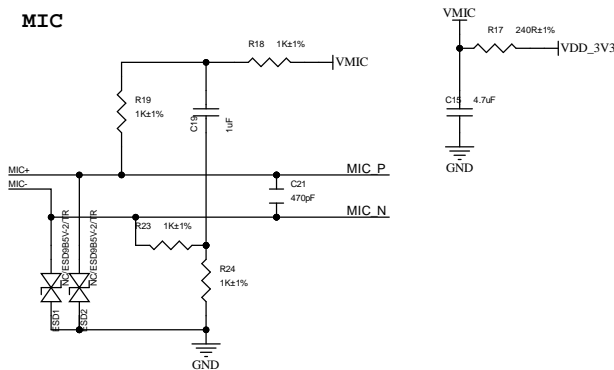 MIC
R18 1K±1%
VMIC
R19
1K±1%
C19
1uF
MIC+
MIC-
MIC_P
C21
470pF
MIC_N
R23 1K±1%
R24
1K±1%
NC/ESD9B5V-2/TR
NC/ESD9B5V-2/TR
ESD1
ESD2
GND
VMIC
R17 240R±1%
VDD_3V3
C15 4.7uF
GND